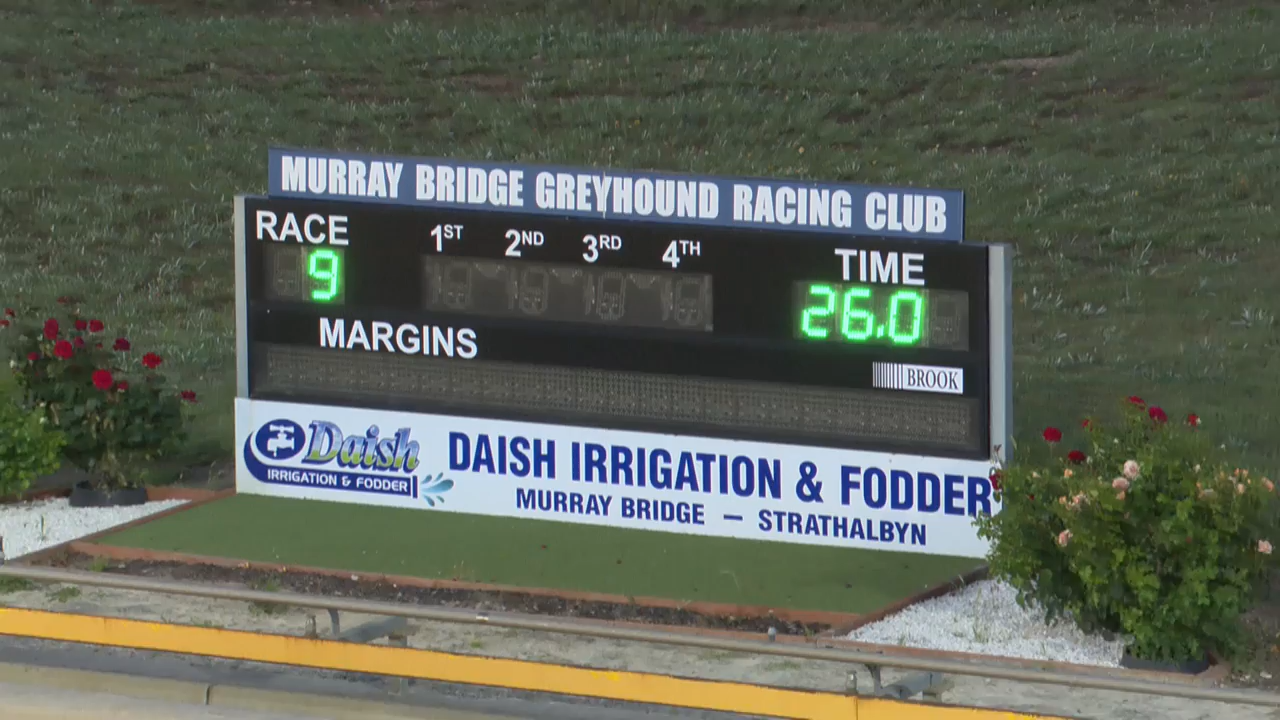 MURRAY BRIDGE GREYHOUND RACING CLUB
RACE 1ST 2ND 3RD 4TH TIME
9 26.0
MARGINS
BROOK
Daish
IRRIGATION & FODDER
DAISH IRRIGATION & FODDER
MURRAY BRIDGE – STRATHALBYN